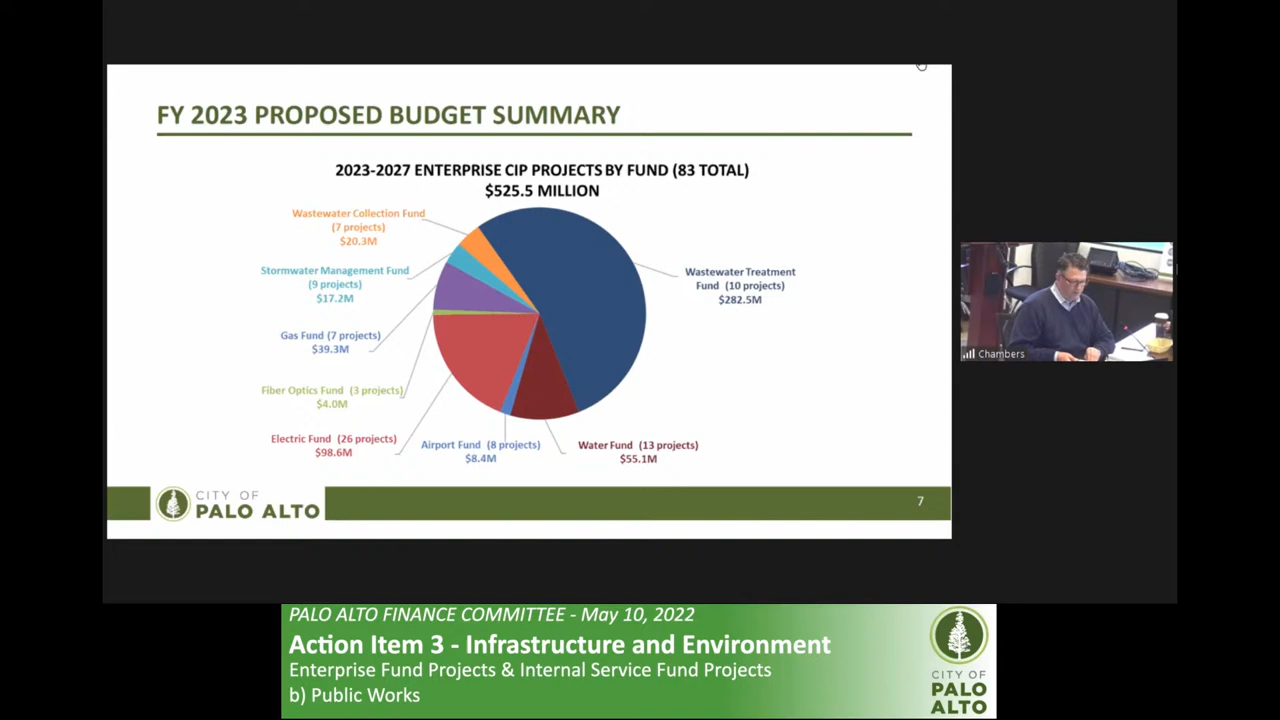 FY 2023 PROPOSED BUDGET SUMMARY
2023-2027 ENTERPRISE CIP PROJECTS BY FUND (83 TOTAL)
$525.5 MILLION
Wastewater Collection Fund
(7 projects)
$20.3M
Stormwater Management Fund
(9 projects)
$17.2M
Gas Fund (7 projects)
$39.3M
Fiber Optics Fund (3 projects)
$4.0M
Electric Fund (26 projects)
$98.6M
Airport Fund (8 projects)
$8.4M
Water Fund (13 projects)
$55.1M
Wastewater Treatment
Fund (10 projects)
$282.5M
CITY OF
PALO ALTO
7
Chambers
PALO ALTO FINANCE COMMITTEE - May 10, 2022
Action Item 3 - Infrastructure and Environment
Enterprise Fund Projects & Internal Service Fund Projects
b) Public Works
CITY OF
PALO
ALTO